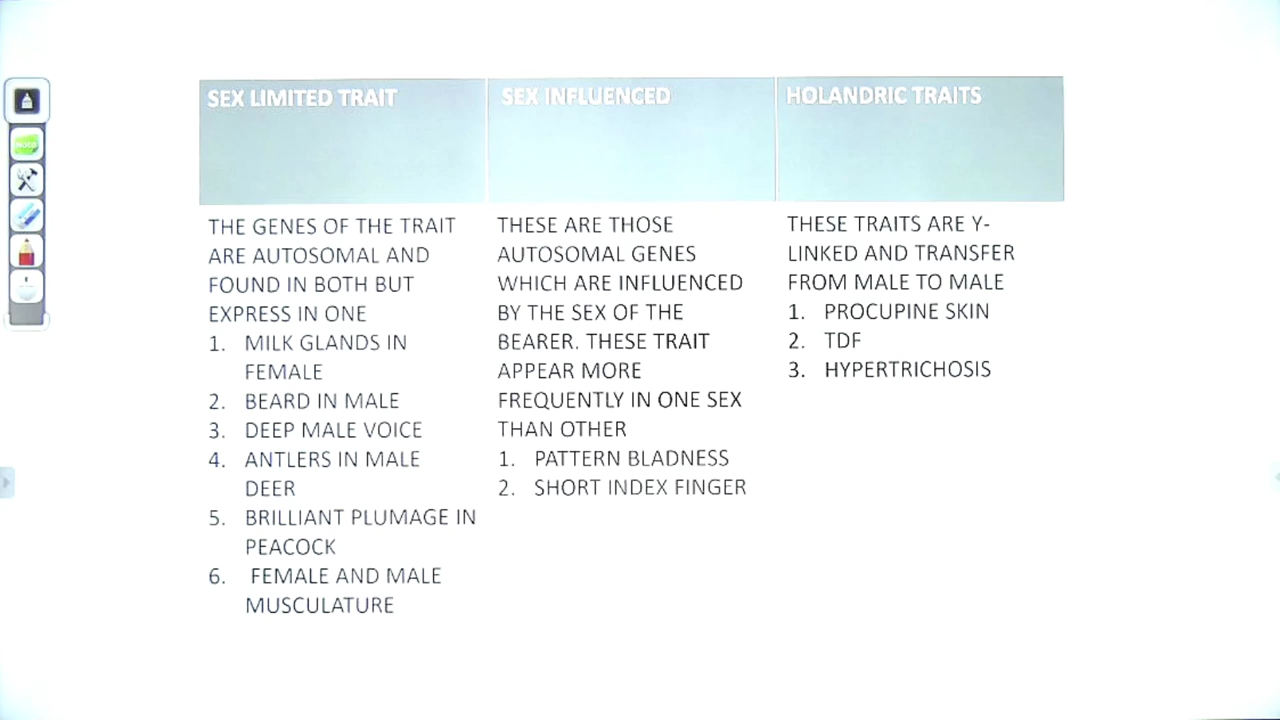 SEX LIMITED TRAIT
THE GENES OF THE TRAIT
ARE AUTOSOMAL AND
FOUND IN BOTH BUT
EXPRESS IN ONE
1. MILK GLANDS IN
FEMALE
2. BEARD IN MALE
3. DEEP MALE VOICE
4. ANTLERS IN MALE
DEER
5. BRILLIANT PLUMAGE IN
PEACOCK
6. FEMALE AND MALE
MUSCULATURE
SEX INFLUENCED
THESE ARE THOSE
AUTOSOMAL GENES
WHICH ARE INFLUENCED
BY THE SEX OF THE
BEARER. THESE TRAIT
APPEAR MORE
FREQUENTLY IN ONE SEX
THAN OTHER
1. PATTERN BLADNESS
2. SHORT INDEX FINGER
HOLANDRIC TRAITS
THESE TRAITS ARE Y-
LINKED AND TRANSFER
FROM MALE TO MALE
1. PROCUPINE SKIN
2. TDF
3. HYPERTRICHOSIS